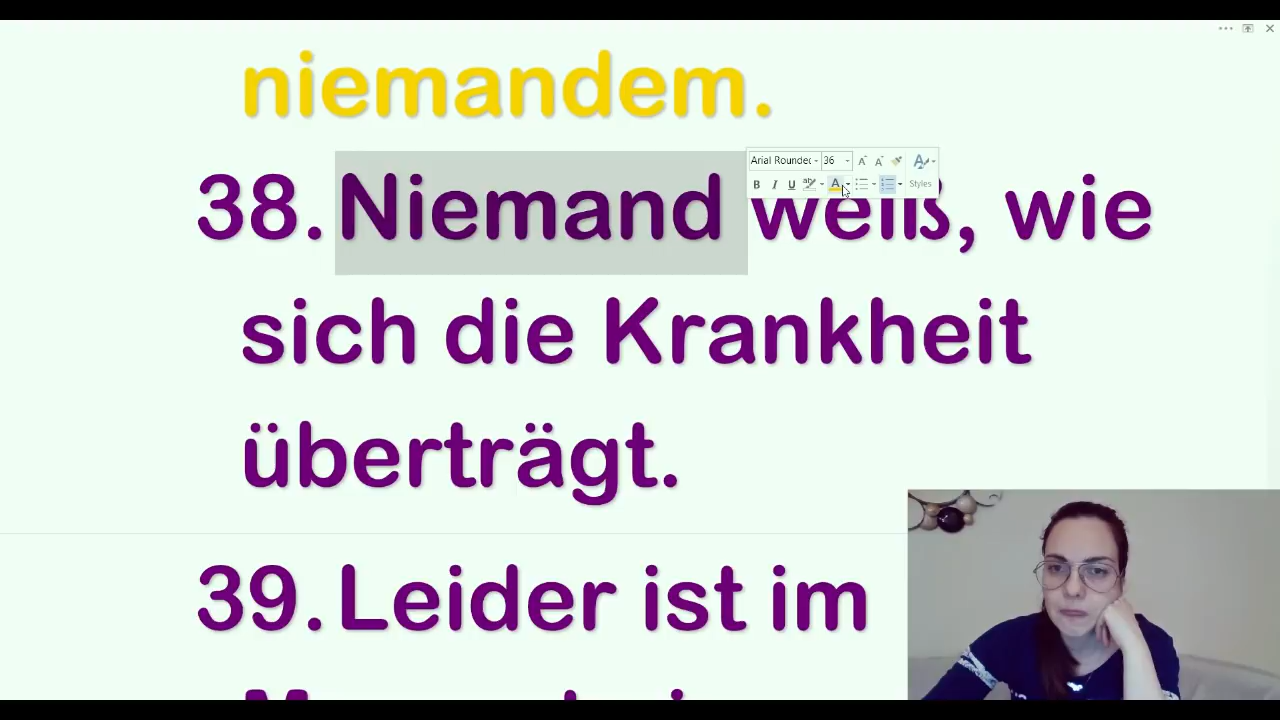 niemandem.
38. Niemand weiß, wie
sich die Krankheit
überträgt.
39. Leider ist im
Arial Rounded 36
B I U Styles